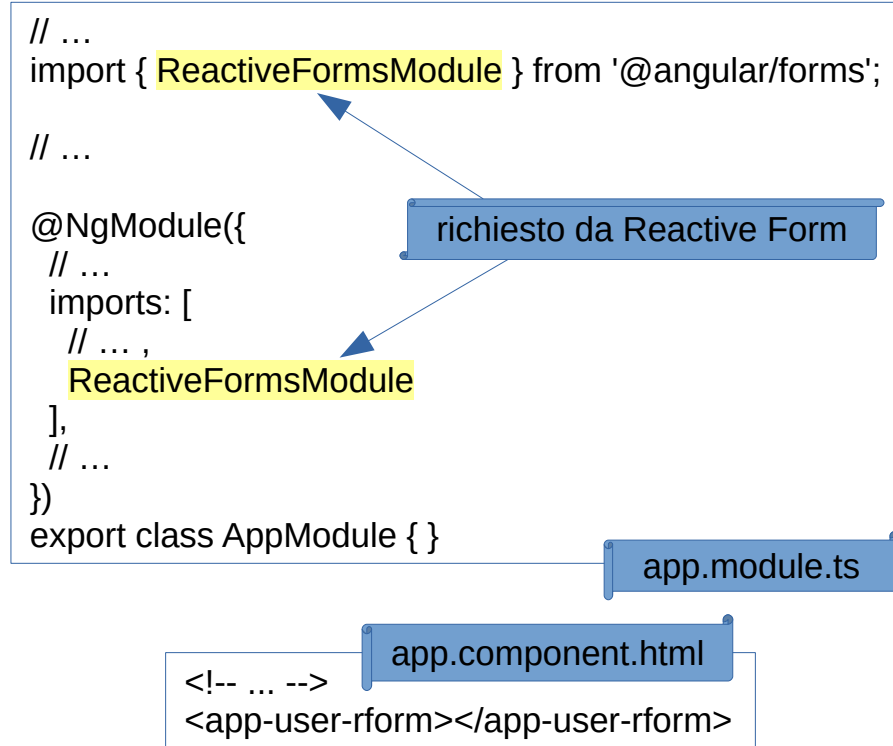 // …
import { ReactiveFormsModule } from '@angular/forms';
// …
@NgModule({
richiesto da Reactive Form
// …
imports: [
// … ,
ReactiveFormsModule
],
// …
})
export class AppModule { }
app.module.ts
app.component.html
<!-- ... -->
<app-user-rform></app-user-rform>